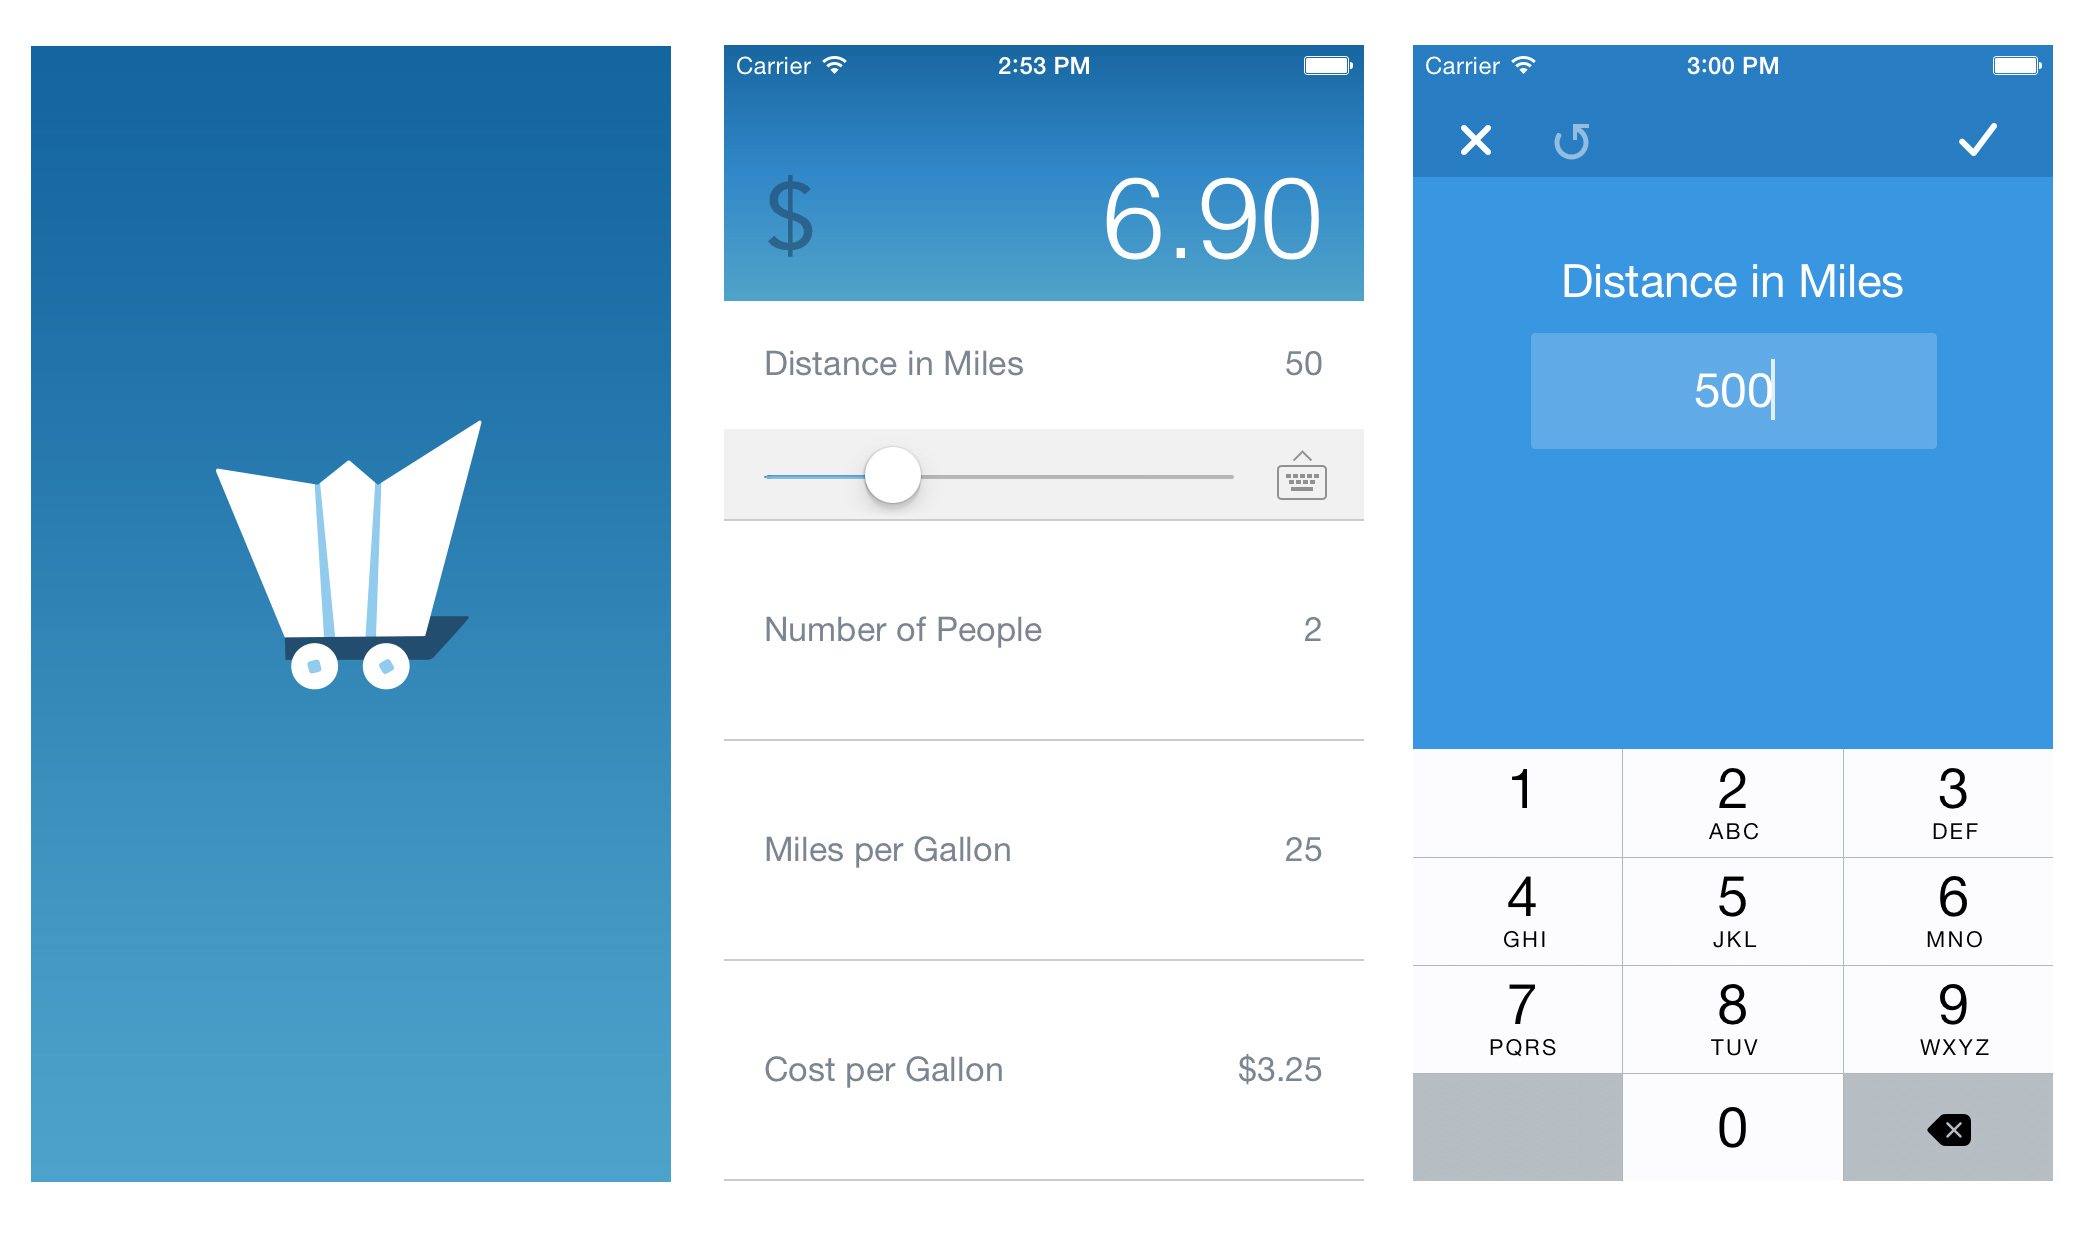 Carrier 2:53 PM
$ 6.90
Distance in Miles 50
Number of People 2
Miles per Gallon 25
Cost per Gallon $3.25
Carrier 3:00 PM
Distance in Miles
500
1 2 3
ABC DEF
4 5 6
GHI JKL MNO
7 8 9
PQRS TUV WXYZ
0